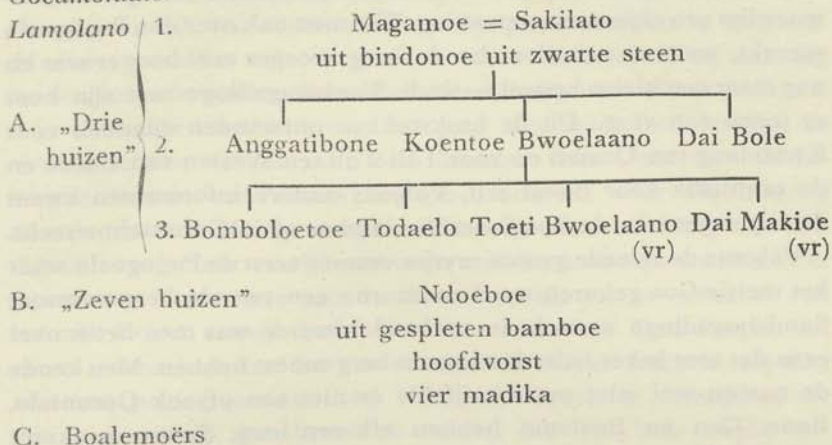 Lamolano 1. Magamoe = Sakilato
uit bindonoe uit zwarte steen
A. „Drie huizen" 2. Anggatibone Koentoe Bwoelaano Dai Bole
3. Bomboloetoe Todaelo Toeti Bwoelaano Dai Makioe
(vr) (vr)
B. „Zeven huizen" Ndoeboe
uit gespleten bamboe
hoofdvorst
vier madika
C. Boalemoërs